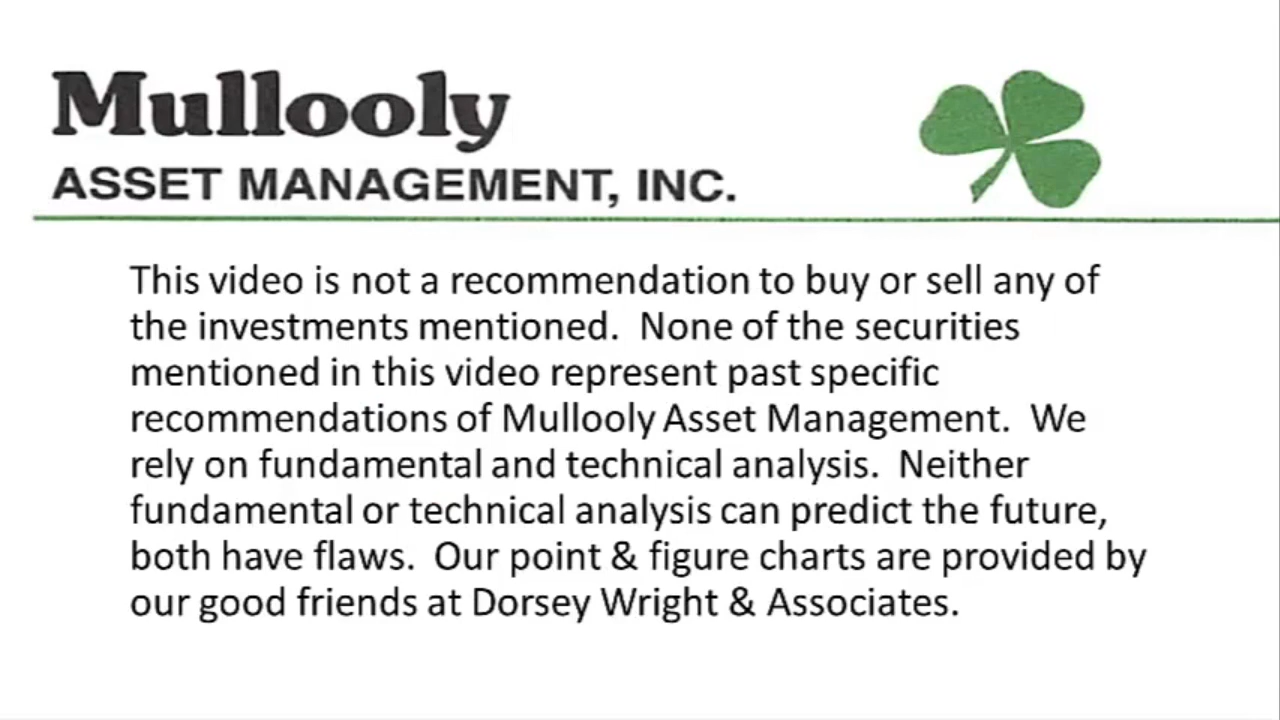 Mullooly
ASSET MANAGEMENT, INC.
This video is not a recommendation to buy or sell any of
the investments mentioned.  None of the securities
mentioned in this video represent past specific
recommendations of Mullooly Asset Management.  We
rely on fundamental and technical analysis.  Neither
fundamental or technical analysis can predict the future,
both have flaws.  Our point & figure charts are provided by
our good friends at Dorsey Wright & Associates.